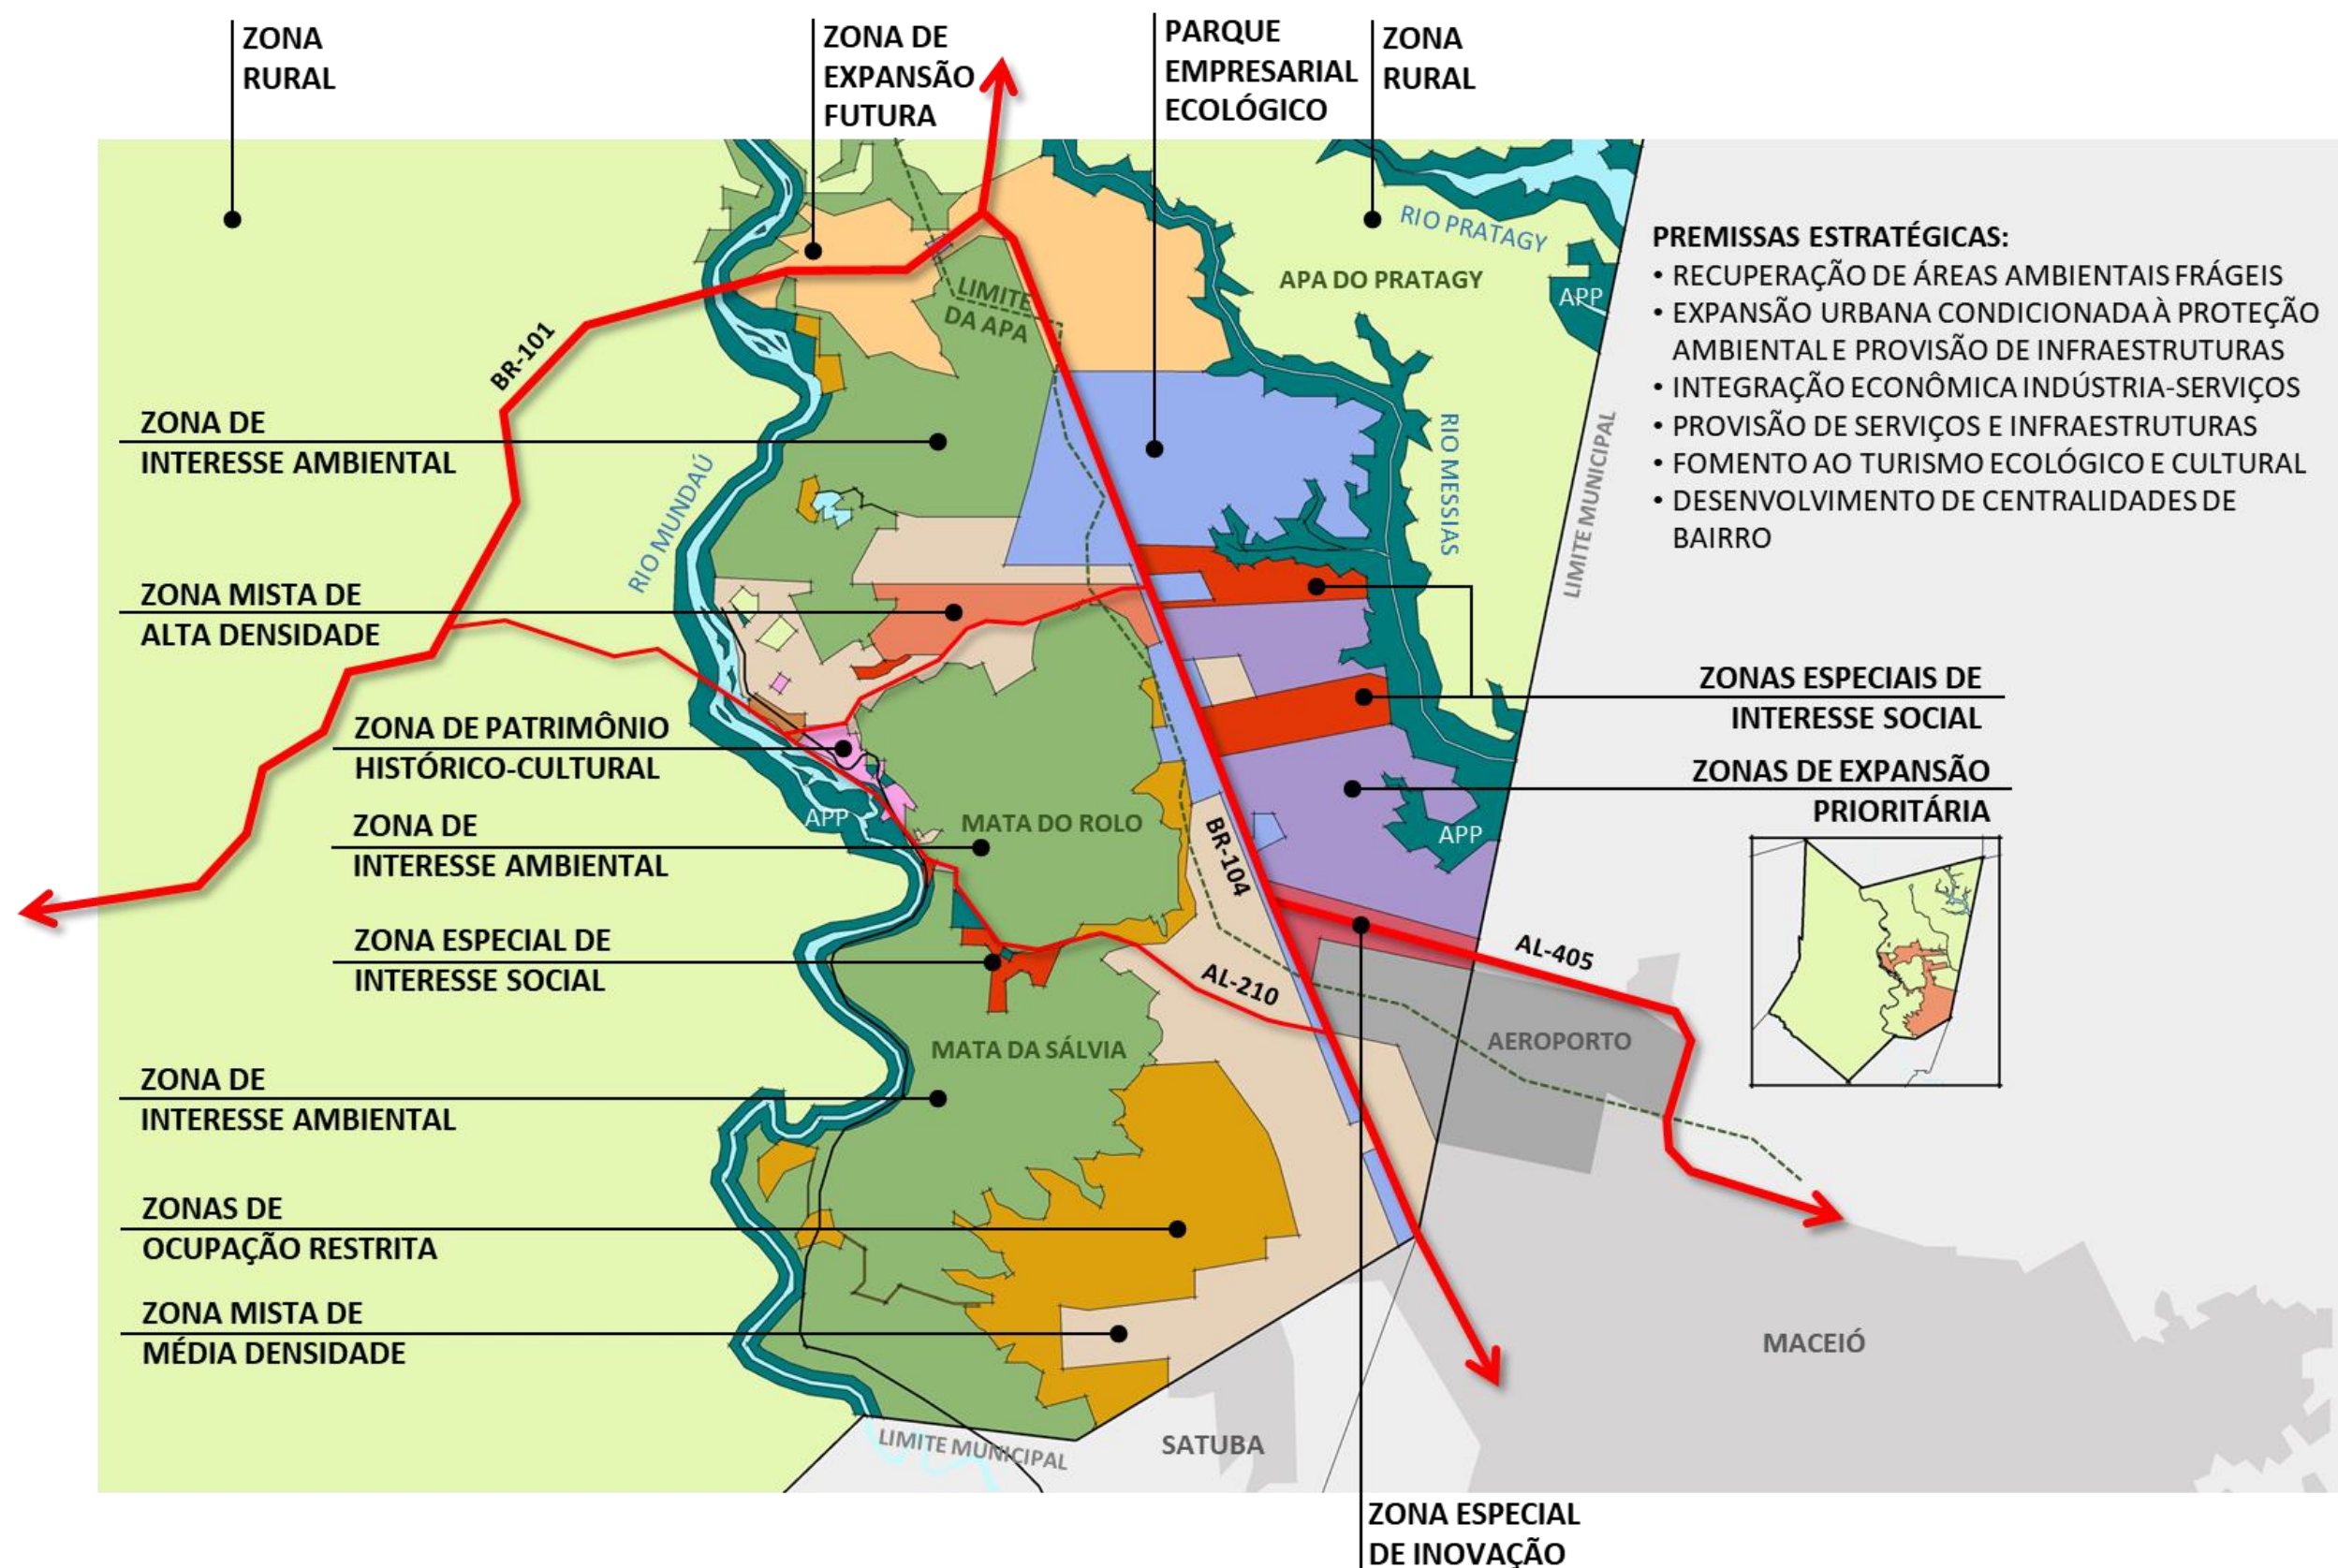 ZONA
RURAL
ZONA DE
EXPANSÃO
FUTURA
PARQUE
EMPRESARIAL
ECOLÓGICO
ZONA
RURAL
RIO PRATAGY
APA DO PRATAGY
APP
LIMITE
DA APA
BR-101
PREMISSAS ESTRATÉGICAS:
• RECUPERAÇÃO DE ÁREAS AMBIENTAIS FRÁGEIS
• EXPANSÃO URBANA CONDICIONADA À PROTEÇÃO
AMBIENTAL E PROVISÃO DE INFRAESTRUTURAS
• INTEGRAÇÃO ECONÔMICA INDÚSTRIA-SERVIÇOS
• PROVISÃO DE SERVIÇOS E INFRAESTRUTURAS
• FOMENTO AO TURISMO ECOLÓGICO E CULTURAL
• DESENVOLVIMENTO DE CENTRALIDADES DE
BAIRRO
ZONA DE
INTERESSE AMBIENTAL
RIO MUNDAÚ
RIO MESSIAS
LIMITE MUNICIPAL
ZONA MISTA DE
ALTA DENSIDADE
ZONAS ESPECIAIS DE
INTERESSE SOCIAL
ZONA DE PATRIMÔNIO
HISTÓRICO-CULTURAL
ZONAS DE EXPANSÃO
PRIORITÁRIA
APP
MATA DO ROLO
BR-104
APP
ZONA DE
INTERESSE AMBIENTAL
ZONA ESPECIAL DE
INTERESSE SOCIAL
AL-405
AL-210
AEROPORTO
MATA DA SÁLVIA
ZONA DE
INTERESSE AMBIENTAL
ZONAS DE
OCUPAÇÃO RESTRITA
ZONA MISTA DE
MÉDIA DENSIDADE
MACEIÓ
LIMITE MUNICIPAL
SATUBA
ZONA ESPECIAL
DE INOVAÇÃO